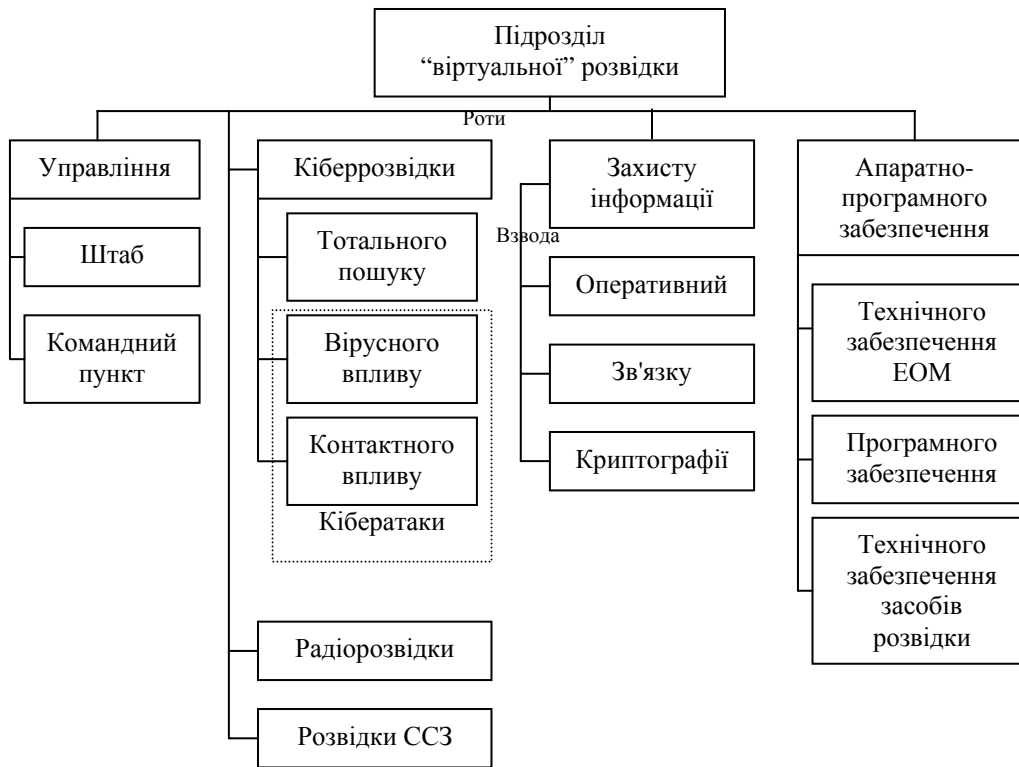 Підрозділ
“віртуальної” розвідки
Роти
Управління
Штаб
Командний
пункт
Кіберрозвідки
Тотального
пошуку
Вірусного
впливу
Контактного
впливу
Кібератаки
Радіорозвідки
Розвідки ССЗ
Захисту
інформації
Взвода
Оперативний
Зв'язку
Криптографії
Апаратно-
програмного
забезпечення
Технічного
забезпечення
ЕОМ
Програмного
забезпечення
Технічного
забезпечення
засобів
розвідки